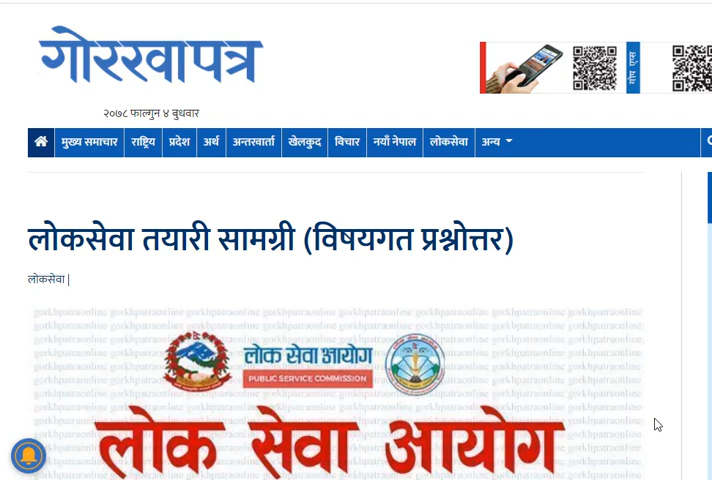 गोरखापत्र
गोप एप्स
२०७८ फाल्गुन ४ बुधवार
मुख्य समाचार राष्ट्रिय प्रदेश अर्थ अन्तरवार्ता खेलकुद विचार नयाँ नेपाल लोकसेवा अन्य
लोकसेवा तयारी सामग्री (विषयगत प्रश्नोत्तर)
लोकसेवा |
लोक सेवा आयोग
PUBLIC SERVICE COMMISSION
लोक सेवा आयोग